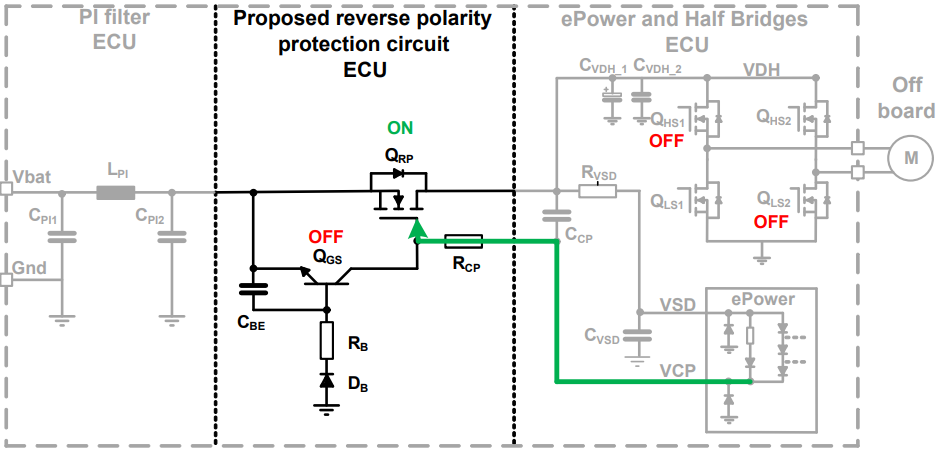 PI filter
ECU
Proposed reverse polarity
protection circuit
ECU
ePower and Half Bridges
ECU
CVDH_1 CVDH_2
VDH
Off
board
QHS1
OFF
QHS2
M
ON
QRP
Vbat
LPI
RVSD
QLS1
QLS2
OFF
CPI1
CPI2
OFF
QGS
CCP
RCP
Gnd
CBE
VSD
ePower
CVSD
RB
VCP
DB